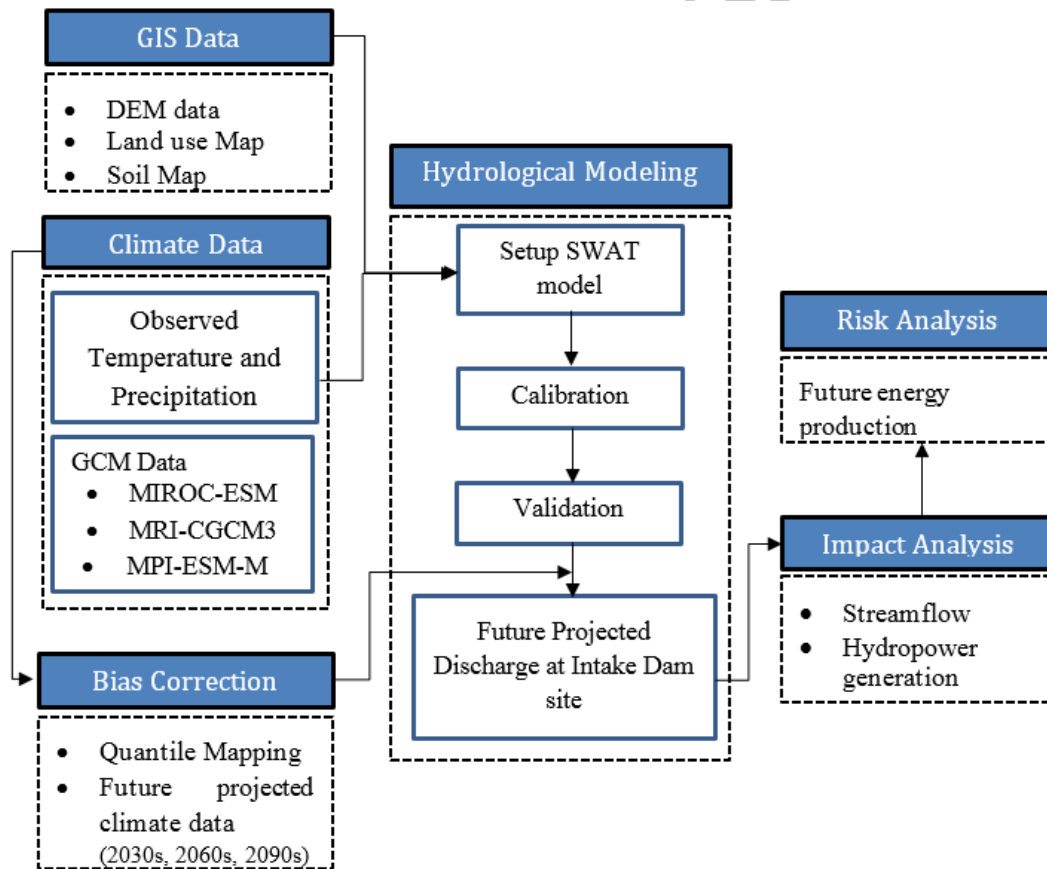 GIS Data
• DEM data
• Land use Map
• Soil Map
Climate Data
Observed
Temperature and
Precipitation
GCM Data
• MIROC-ESM
• MRI-CGCM3
• MPI-ESM-M
Bias Correction
• Quantile Mapping
• Future projected
climate data
(2030s, 2060s, 2090s)
Hydrological Modeling
Setup SWAT
model
Calibration
Validation
Future Projected
Discharge at Intake Dam
site
Risk Analysis
Future energy
production
Impact Analysis
• Streamflow
• Hydropower
generation